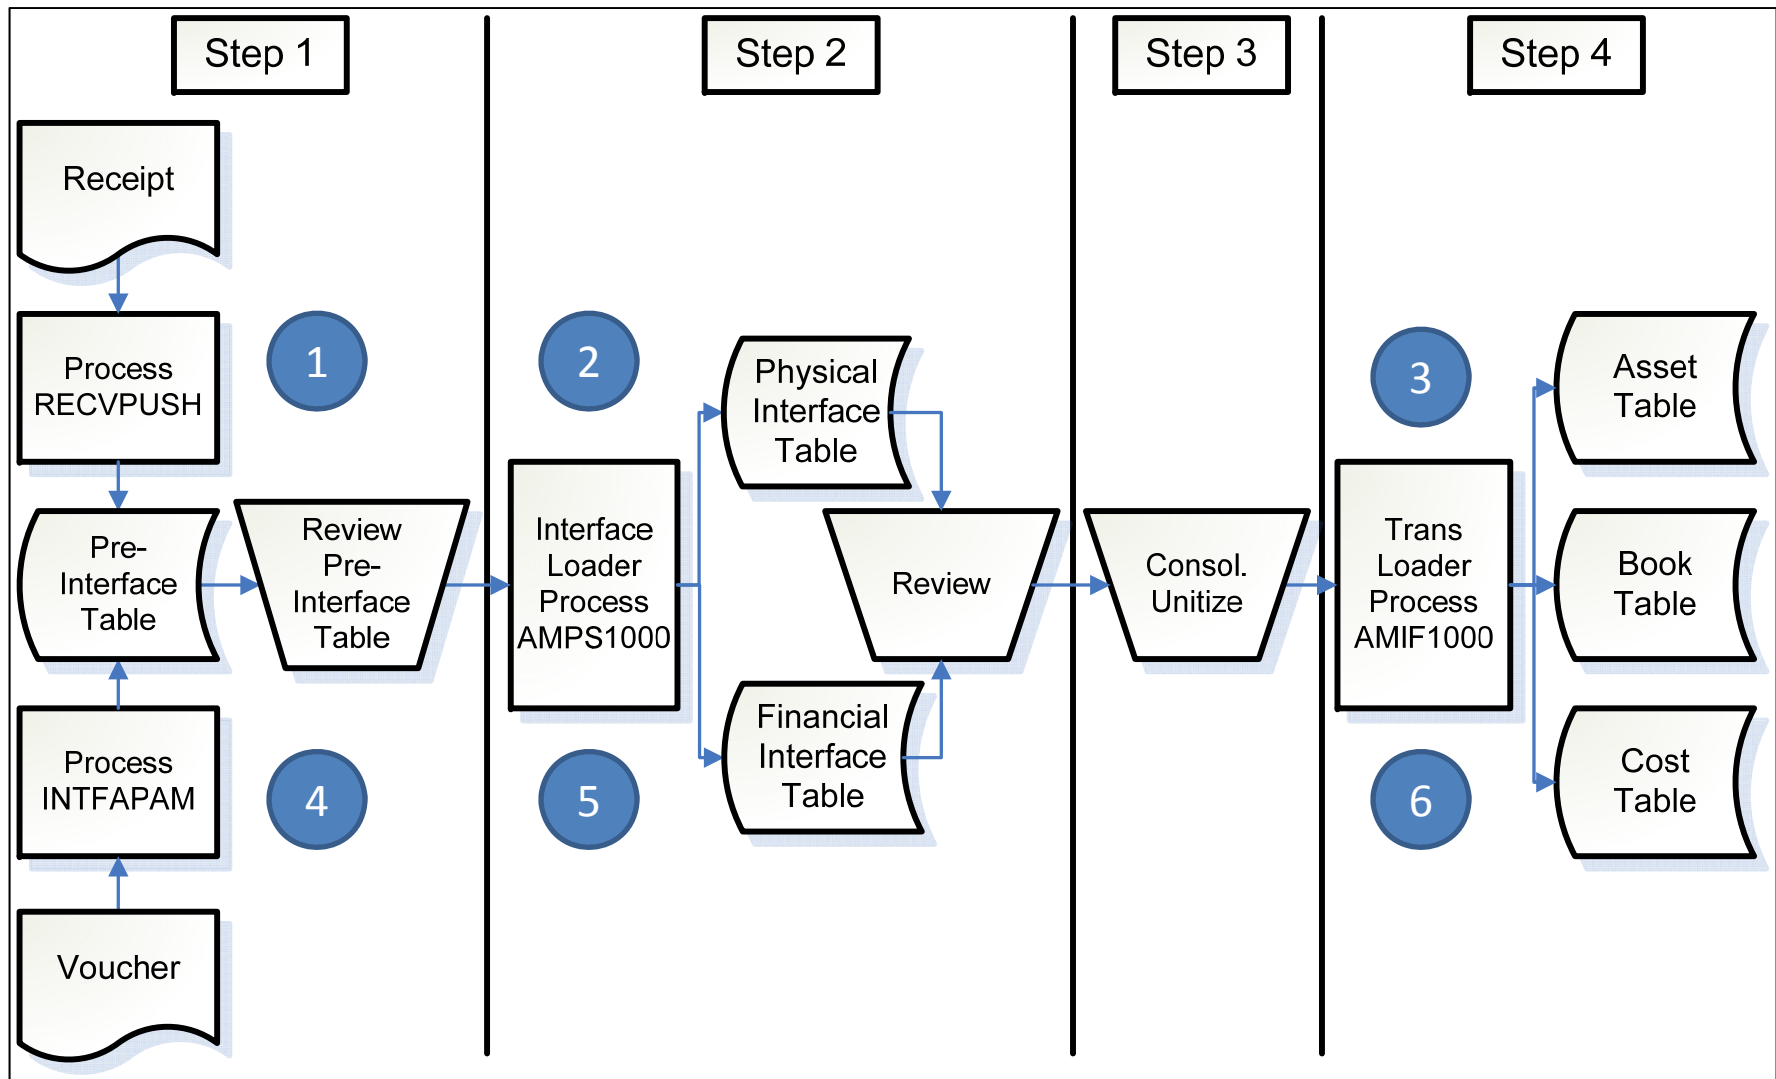 Step 1
Step 2
Step 3
Step 4
Receipt
Process
RECVPUSH
1
Pre-
Interface
Table
Review
Pre-
Interface
Table
Process
INTFAPAM
4
Voucher
2
Interface
Loader
Process
AMPS1000
5
Physical
Interface
Table
Review
Financial
Interface
Table
Consol.
Unitize
3
Trans
Loader
Process
AMIF1000
6
Asset
Table
Book
Table
Cost
Table